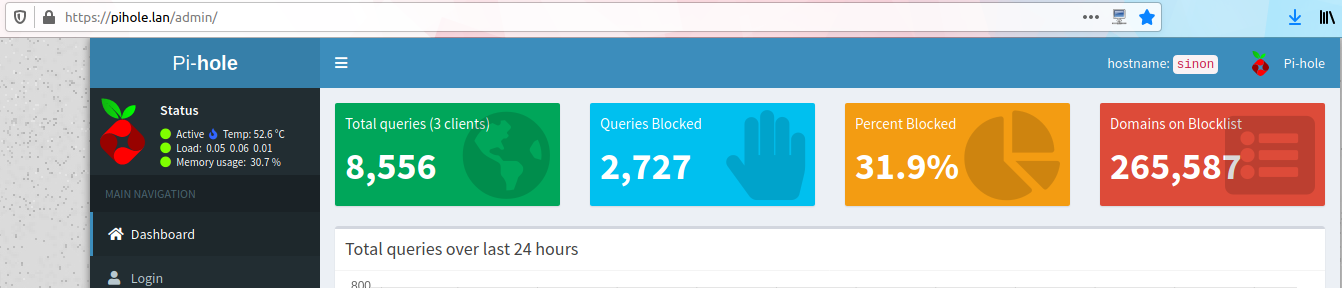 https://pihole.lan/admin/
Pi-hole
hostname: sinon
Pi-hole
Status
Active Temp: 52.6 °C
Load: 0.05 0.06 0.01
Memory usage: 30.7 %
MAIN NAVIGATION
Dashboard
Login
Total queries (3 clients)
8,556
Queries Blocked
2,727
Percent Blocked
31.9%
Domains on Blocklist
265,587
Total queries over last 24 hours
800